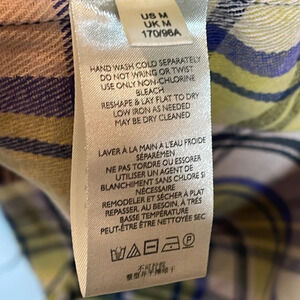 US M
UK M
170/96A
HAND WASH COLD SEPARATELY
DO NOT WRING OR TWIST
USE ONLY NON-CHLORINE
BLEACH
RESHAPE & LAY FLAT TO DRY
LOW IRON AS NEEDED
MAY BE DRY CLEANED
LAVER À LA MAIN À L'EAU FROIDE
SÉPARÉMEN
NE PAS TORDRE OU ESSORER
UTILISER UN AGENT DE
BLANCHIMENT SANS CHLORE SI
NÉCESSAIRE
REMODELER ET SÉCHER À PLAT
REPASSER, AU BESOIN, À TRÈS
BASSE TEMPÉRATURE
PEUT-ÊTRE ÊTRE NETTOYÉE SEC